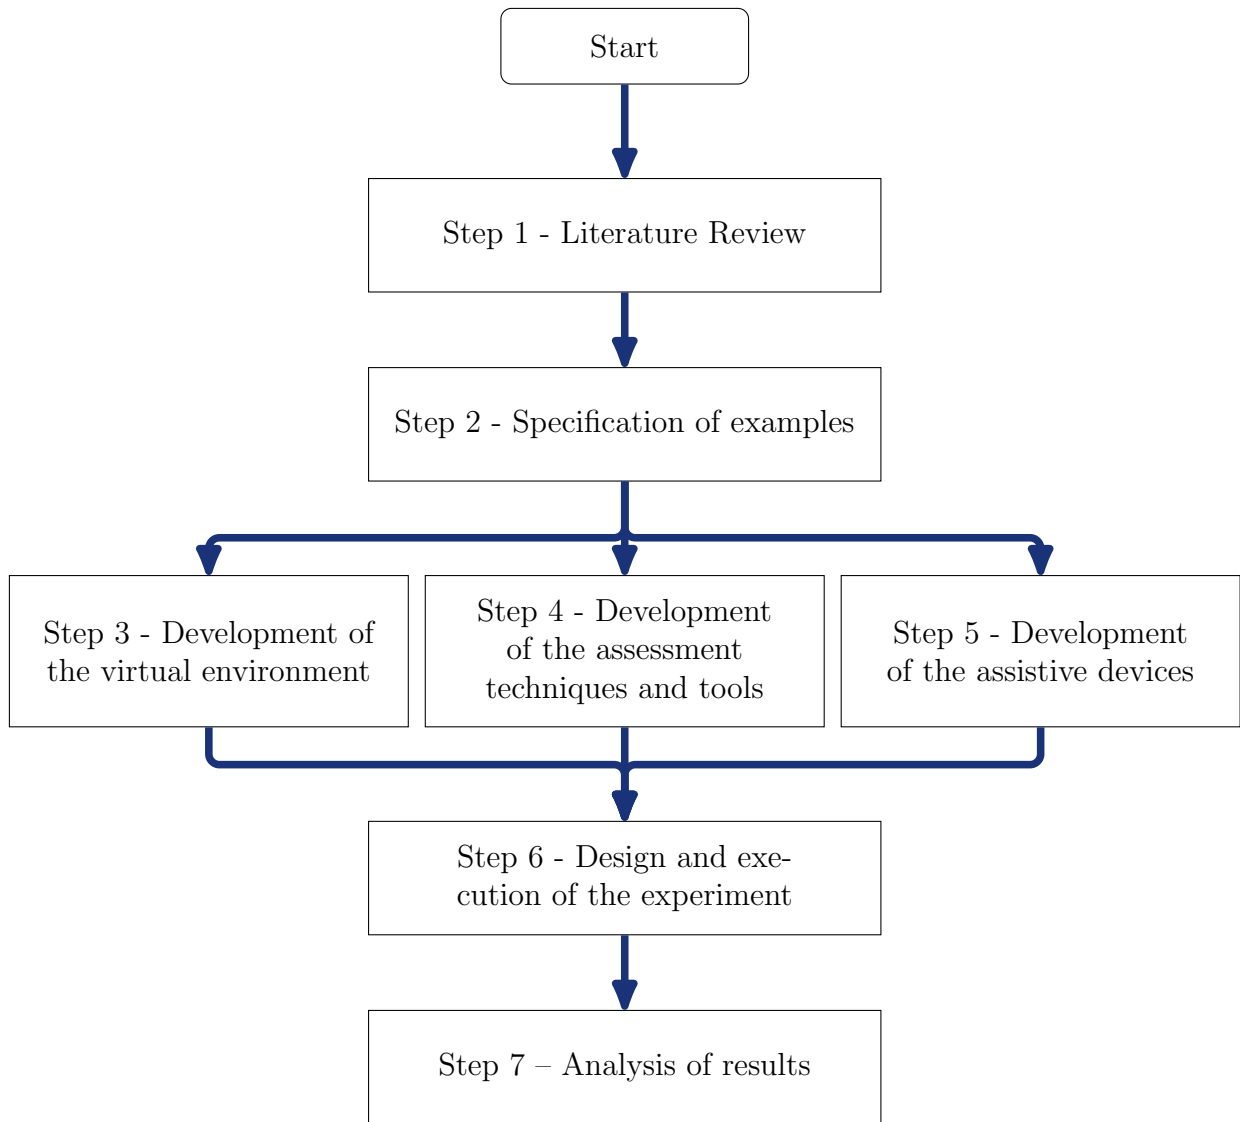 Start
Step 1 - Literature Review
Step 2 - Specification of examples
Step 3 - Development of
the virtual environment
Step 4 - Development
of the assessment
techniques and tools
Step 5 - Development
of the assistive devices
Step 6 - Design and exe-
cution of the experiment
Step 7 – Analysis of results